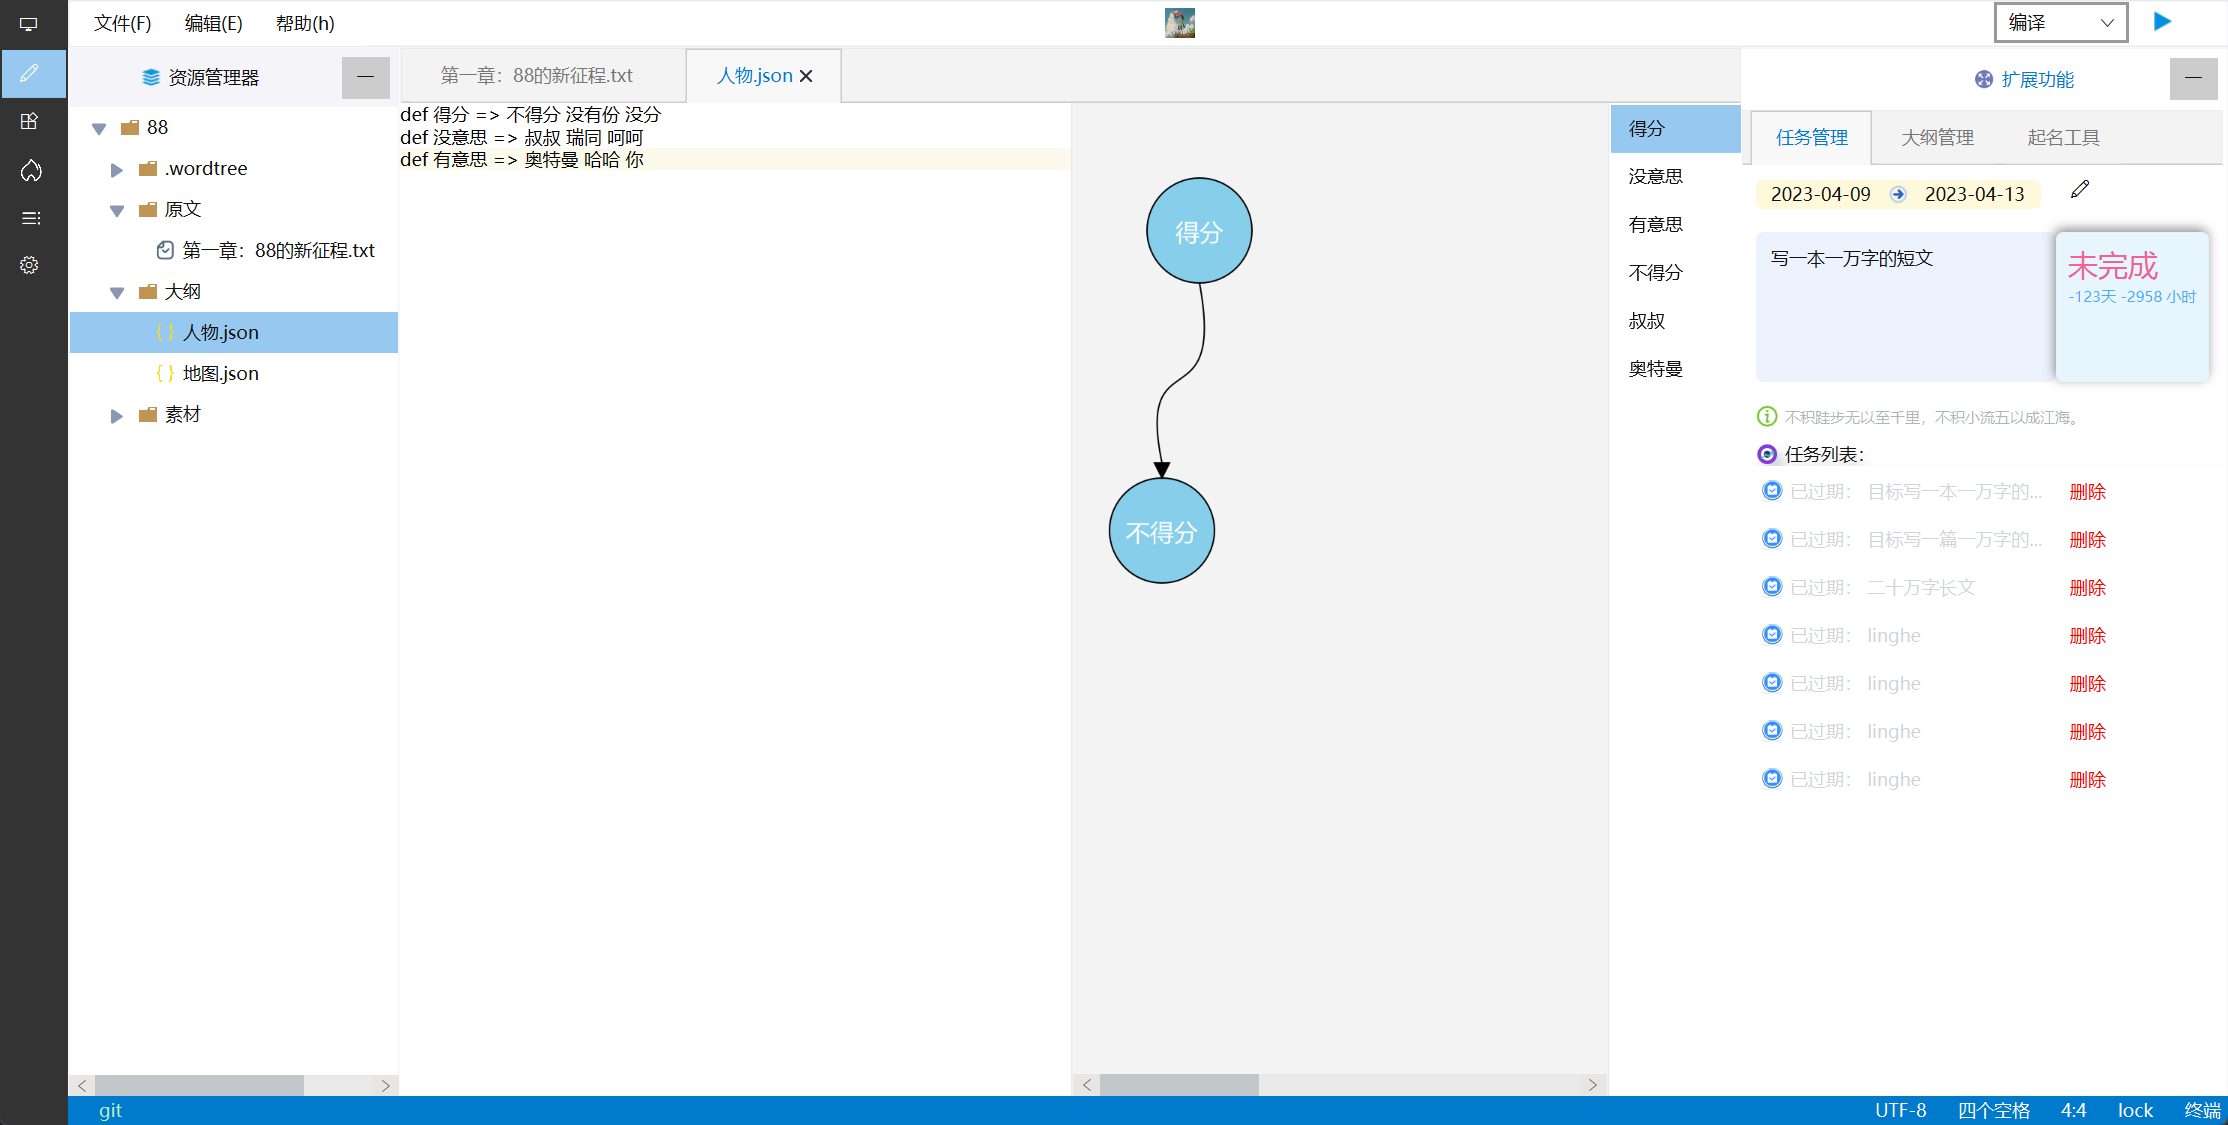 文件(F) 编辑(E) 帮助(h)
编译
资源管理器
88
.wordtree
原文
第一章：88的新征程.txt
大纲
人物.json
地图.json
素材
第一章：88的新征程.txt 人物.json
def 得分 => 不得分 没有份 没分
def 没意思 => 叔叔 瑞同 呵呵
def 有意思 => 奥特曼 哈哈 你
得分
不得分
得分
没意思
有意思
不得分
叔叔
奥特曼
扩展功能
任务管理 大纲管理 起名工具
2023-04-09 2023-04-13
写一本一万字的短文
未完成
-123天 -2958 小时
不积跬步无以至千里，不积小流五以成江海。
任务列表：
已过期： 目标写一本一万字的... 删除
已过期： 目标写一篇一万字的... 删除
已过期： 二十万字长文 删除
已过期： linghe 删除
已过期： linghe 删除
已过期： linghe 删除
已过期： linghe 删除
git
UTF-8 四个空格 4:4 lock 终端